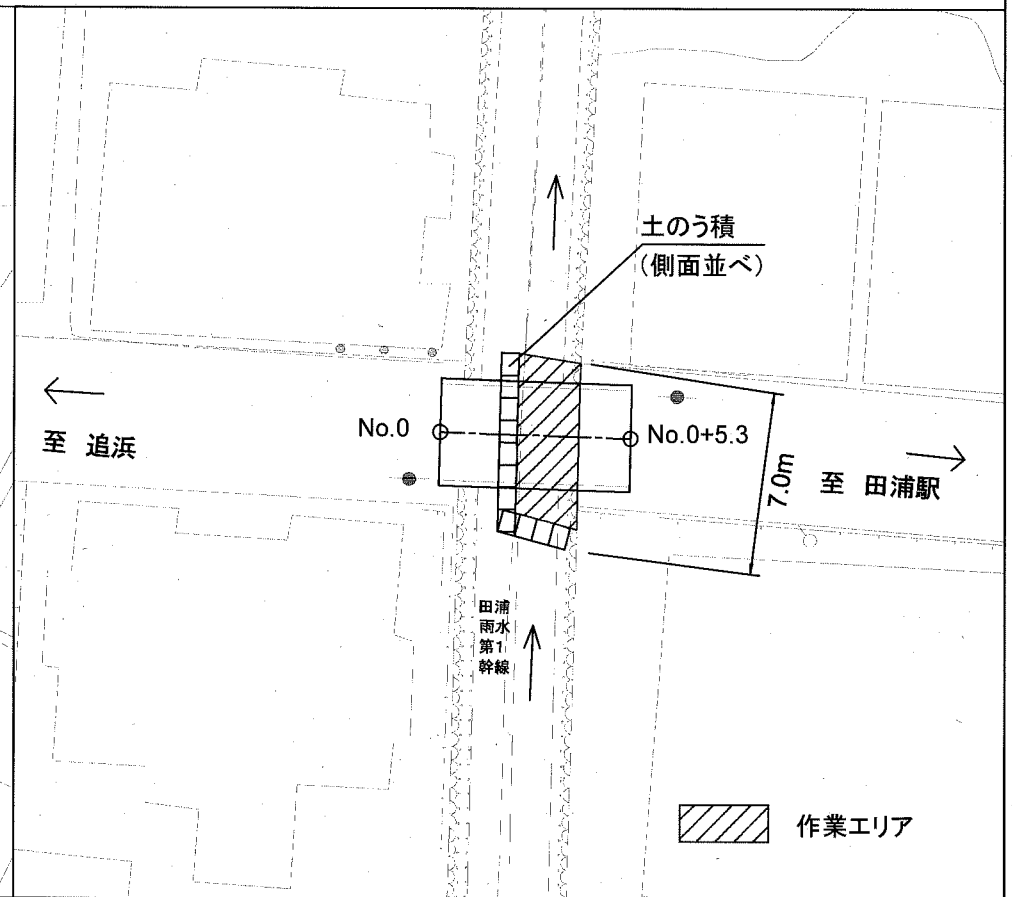 土のう積
(側面並べ)
至 追浜
No.0
No.0+5.3
至 田浦駅
7.0m
田浦
雨水
第1
幹線
作業エリア